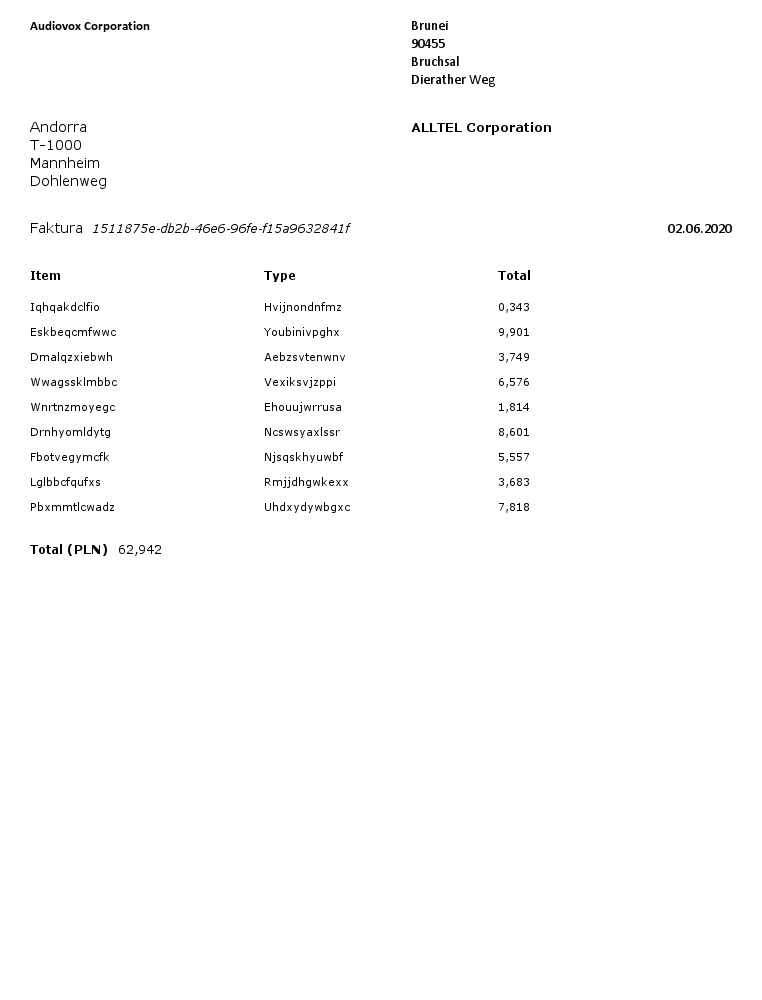 Audiovox Corporation
Brunei
90455
Bruchsal
Dierather Weg
Andorra
T-1000
Mannheim
Dohlenweg
ALLTEL Corporation
Faktura 1511875e-db2b-46e6-96fe-f15a9632841f 02.06.2020
Item Type Total
Iqhqakdclfio Hvijnondnfmz 0,343
Eskbeqcmfwwc Youbinivpghx 9,901
Dmalqzxiebwh Aebzsvtenwnv 3,749
Wwagssklmbbc Vexiksvjzppi 6,576
Wnrtnzmoyegc Ehouujwrrusa 1,814
Drnhyomldytg Ncswsyaxlssr 8,601
Fbotvegymcfk Njsqskhyuwbf 5,557
Lglbbcfqufxs Rmjjdhgwkexx 3,683
Pbxmmtlcwadz Uhdxydywbgxc 7,818
Total (PLN) 62,942